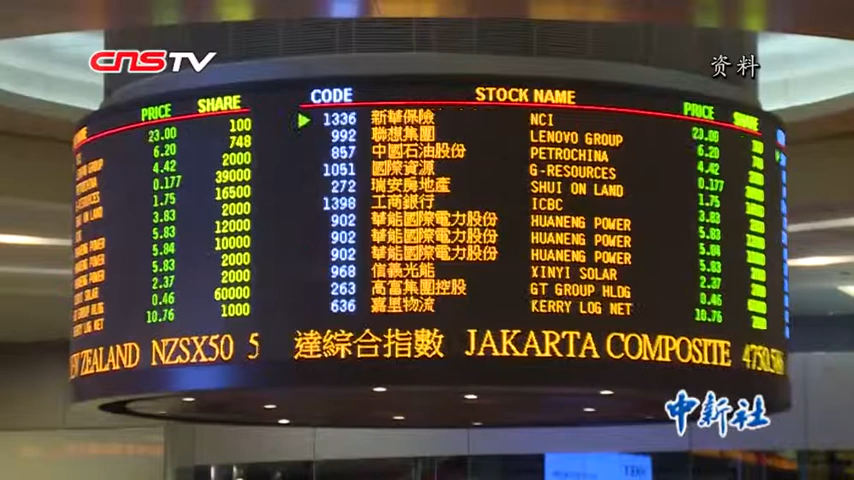 CNSTV
资料
PRICE SHARE
23.00 100
6.20 748
4.42 2000
0.177 39000
1.75 16500
3.83 2000
5.83 12000
5.84 10000
5.83 2000
2.37 2000
0.46 60000
10.76 1000
CODE STOCK NAME PRICE SHARE
1336 新華保險 NCI 23.00
992 聯想集團 LENOVO GROUP 6.20
857 中國石油股份 PETROCHINA 4.42
1051 國際資源 G-RESOURCES 0.177
272 瑞安房地產 SHUI ON LAND 1.75
1398 工商銀行 ICBC 3.83
902 華能國際電力股份 HUANENG POWER 5.83
902 華能國際電力股份 HUANENG POWER 5.84
902 華能國際電力股份 HUANENG POWER 5.83
968 信義光能 XINYI SOLAR 2.37
263 高富集團控股 GT GROUP HLDG 0.46
636 嘉里物流 KERRY LOG NET 10.76
ZEALAND NZSX50 5 達綜合指數 JAKARTA COMPOSITE
中新社